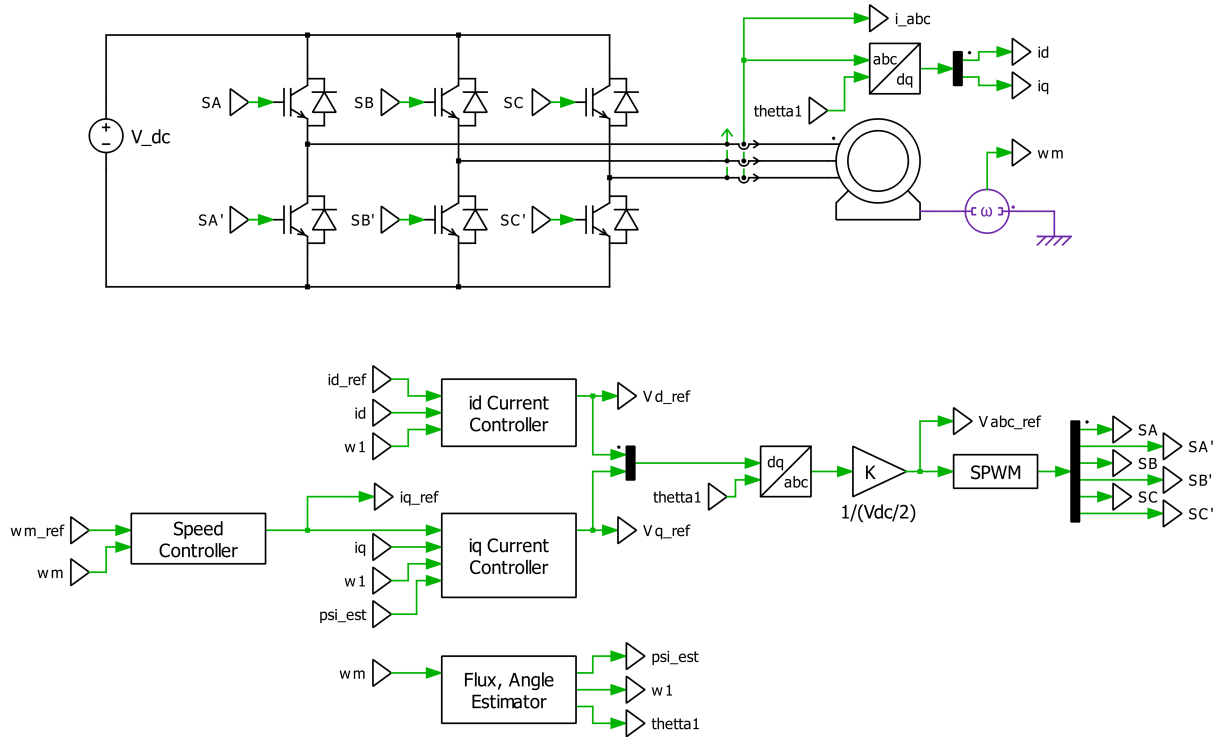 i_abc
abc
dq
id
iq
thetta1
SA
SB
SC
+
−
V_dc
wm
ω
SA'
SB'
SC'
id_ref
id
w1
id Current
Controller
Vd_ref
Vabc_ref
SA
SA'
SB
SB'
SC
SC'
dq
abc
thetta1
K
1/(Vdc/2)
SPWM
iq_ref
wm_ref
wm
Speed
Controller
iq
w1
psi_est
iq Current
Controller
Vq_ref
wm
Flux, Angle
Estimator
psi_est
w1
thetta1